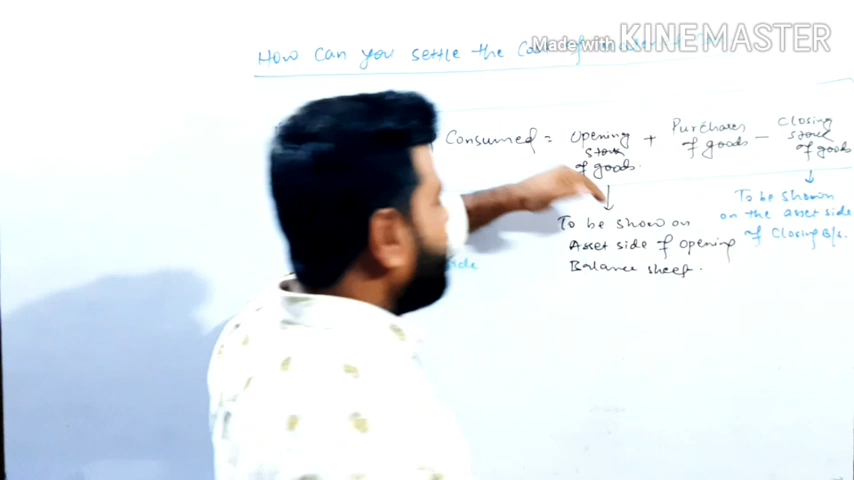 Made with KINEMASTER
How can you settle the
Consumed = Opening stock of goods. + Purchases of goods - Closing stock of goods
To be show on
Asset side of opening
Balance sheet.
To be shown
on the asset side
of Closing B/s.
side